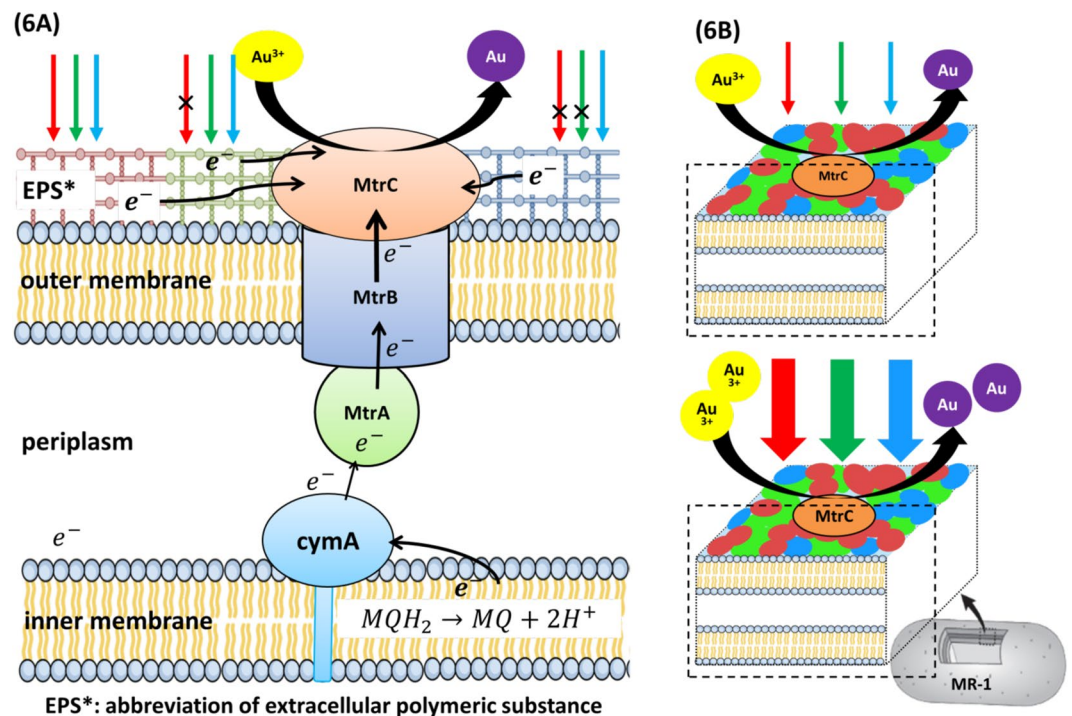 (6A)
Au³⁺
Au
e⁻
EPS*
e⁻
MtrC
e⁻
outer membrane
e⁻
MtrB
e⁻
MtrA
periplasm
e⁻
e⁻
e⁻
cymA
e⁻
inner membrane
MQH₂ → MQ + 2H⁺
EPS*: abbreviation of extracellular polymeric substance
(6B)
Au³⁺
Au
MtrC
Au
3+
Au
3+
Au
Au
MtrC
MR-1